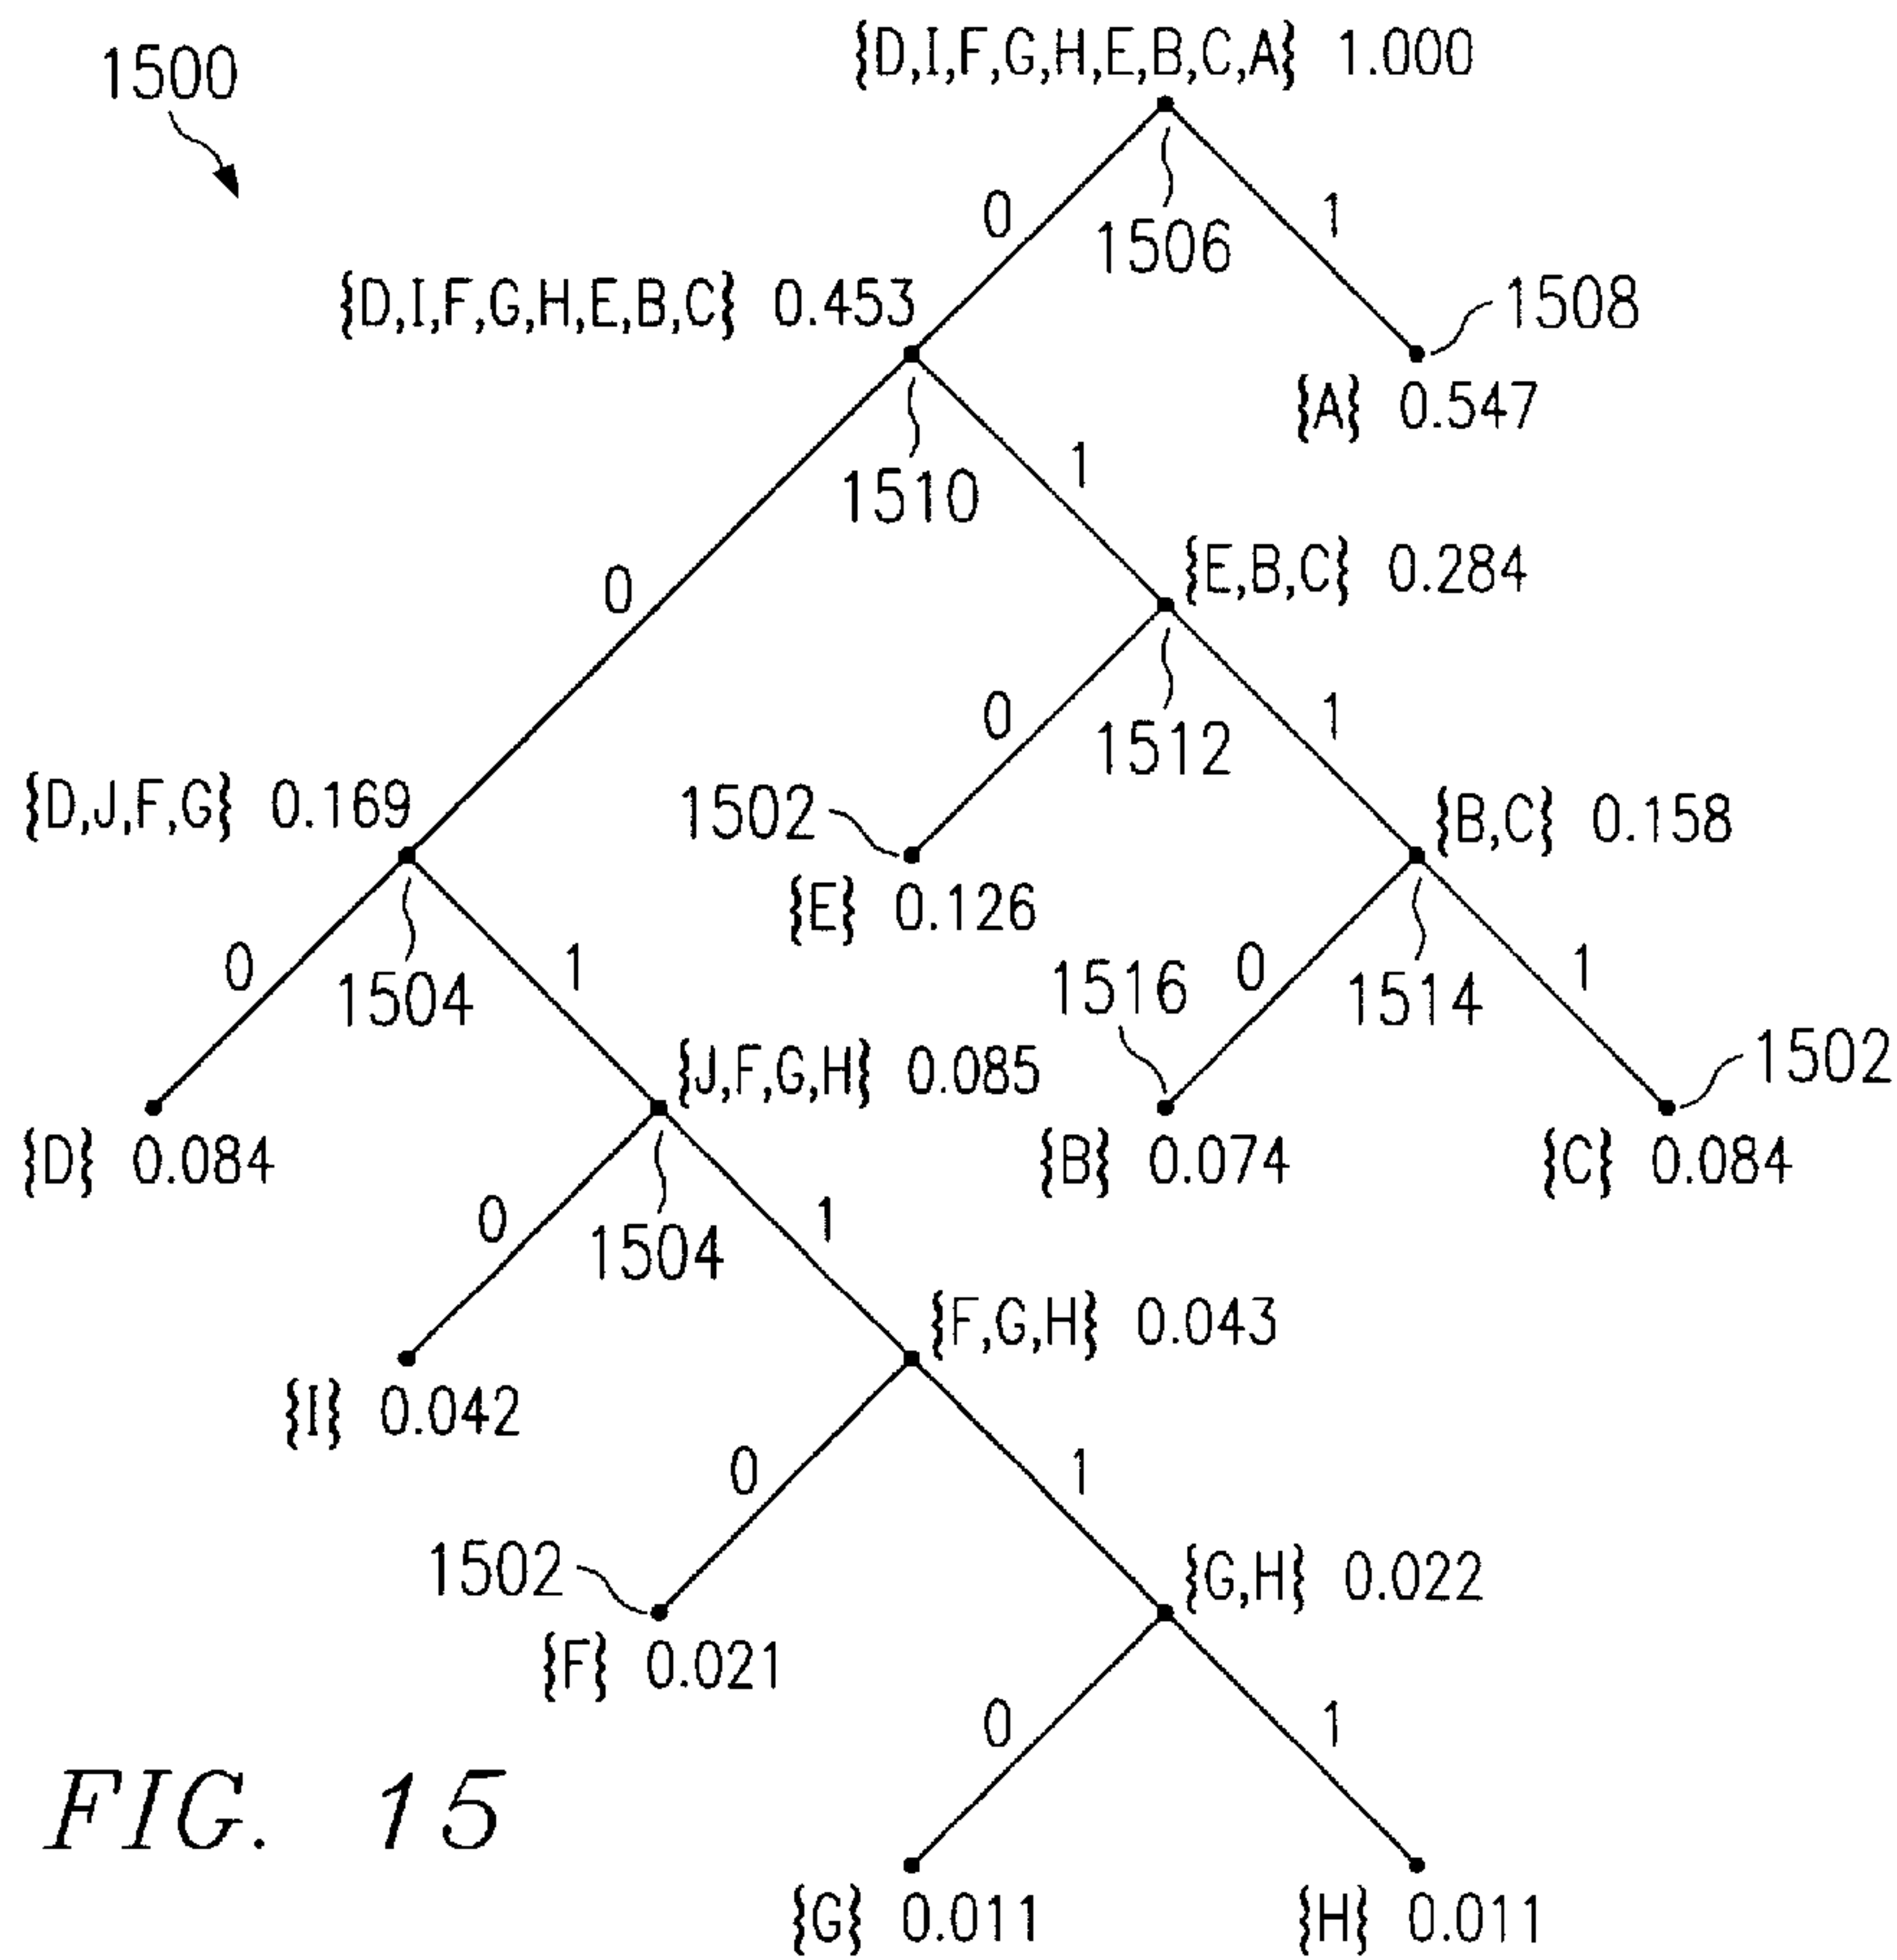 {D,I,F,G,H,E,B,C,A} 1.000
1500
0
1506
1
{D,I,F,G,H,E,B,C} 0.453
1508
{A} 0.547
1510
1
{E,B,C} 0.284
0
0
1512
1
{D,J,F,G} 0.169
1502
{B,C} 0.158
{E} 0.126
0
1504
1
1516
0
1514
1
{J,F,G,H} 0.085
1502
{D} 0.084
{B} 0.074
{C} 0.084
0
1504
1
{F,G,H} 0.043
{I} 0.042
0
1
1502
{G,H} 0.022
{F} 0.021
0
1
FIG. 15
{G} 0.011
{H} 0.011